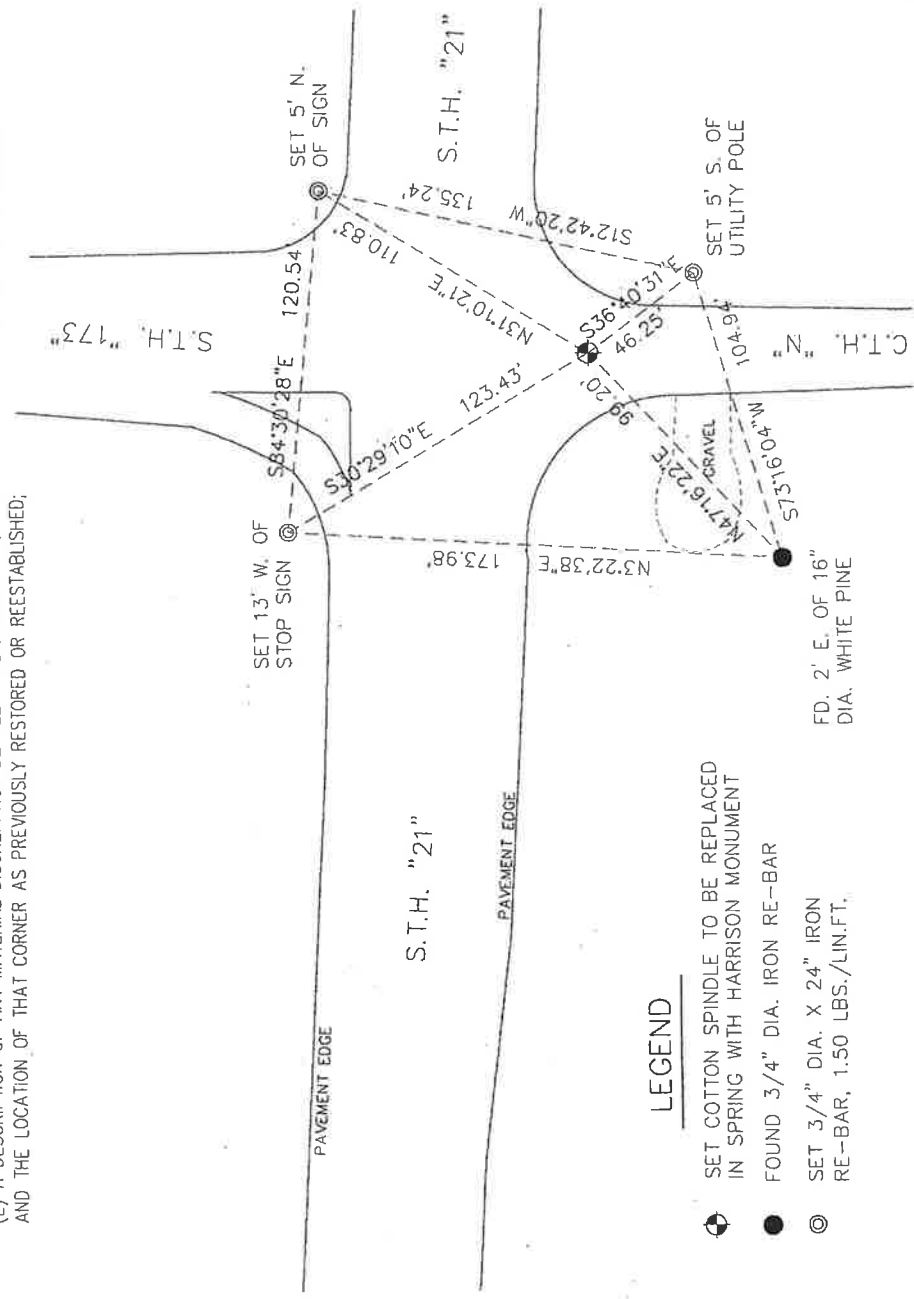 AND THE LOCATION OF THAT CORNER AS PREVIOUSLY RESTORED OR REESTABLISHED;
S.T.H. "173"
SET 5' N.
OF SIGN
120.54
S84°30'28"E
SET 13' W. OF
STOP SIGN
S.T.H. "21"
110.83'
135.24'
N31°10'21"E
S12°42'20"W
123.43'
S30°29'10"E
PAVEMENT EDGE
S.T.H. "21"
PAVEMENT EDGE
173.98'
N3°22'38"E
S36°40'31"E
46.25'
99.20'
N47°16'22"E
GRAVEL
104.94'
S73°16'04"W
SET 5' S. OF
UTILITY POLE
C.T.H. "N"
FD. 2' E. OF 16"
DIA. WHITE PINE
LEGEND
SET COTTON SPINDLE TO BE REPLACED
IN SPRING WITH HARRISON MONUMENT
FOUND 3/4" DIA. IRON RE-BAR
SET 3/4" DIA. X 24" IRON
RE-BAR, 1.50 LBS./LIN.FT.